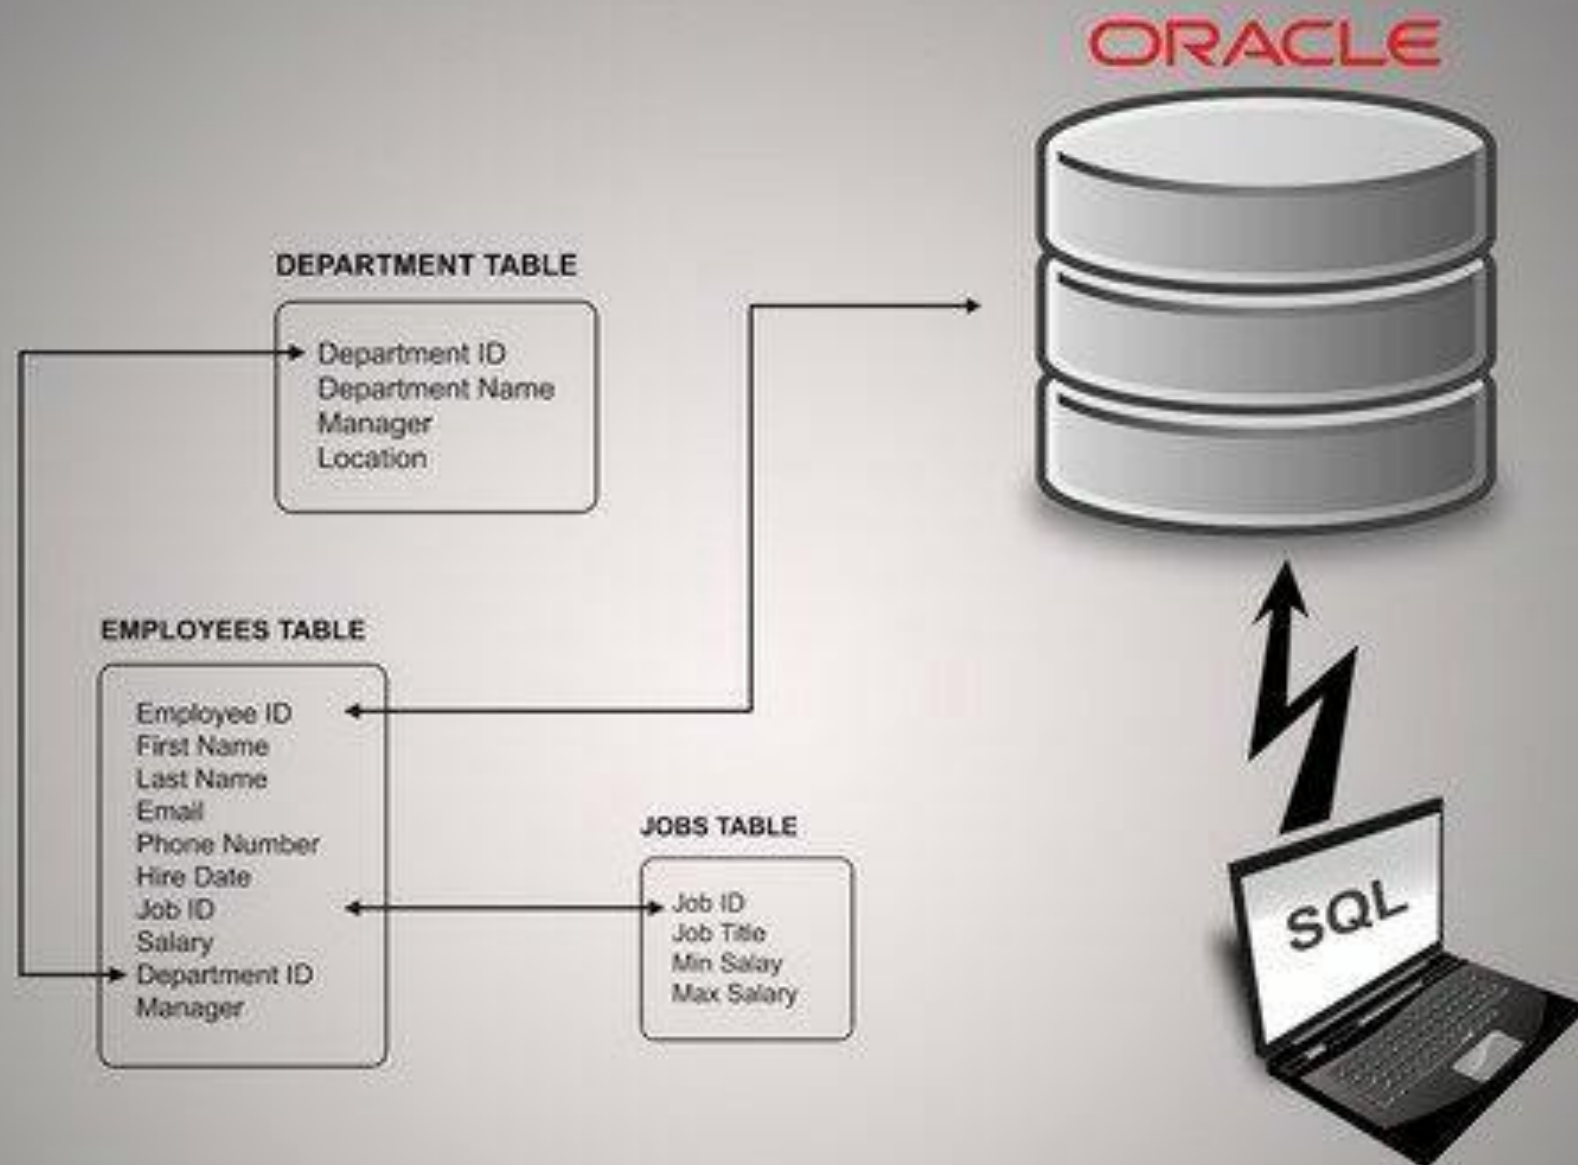 ORACLE
DEPARTMENT TABLE
Department ID
Department Name
Manager
Location
EMPLOYEES TABLE
Employee ID
First Name
Last Name
Email
Phone Number
Hire Date
Job ID
Salary
Department ID
Manager
JOBS TABLE
Job ID
Job Title
Min Salay
Max Salary
SQL